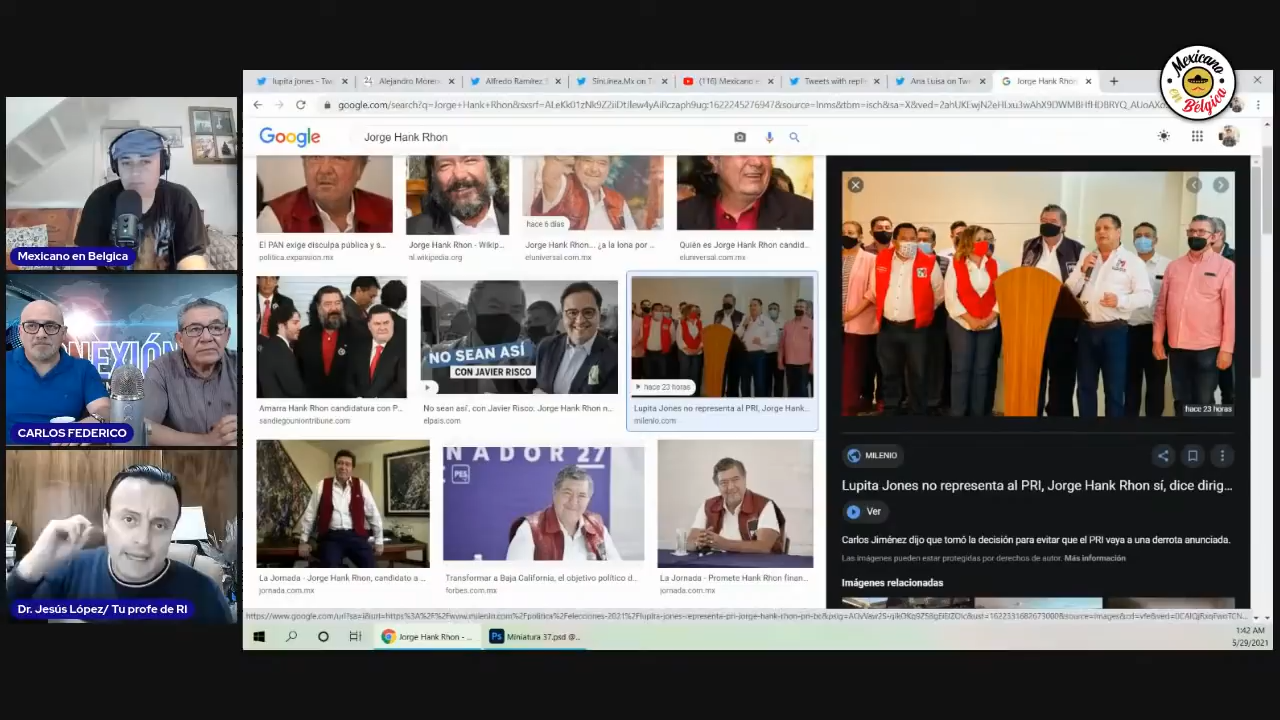 Mexicano en Bélgica
lupita jones - Tw
Alejandro Moren
Alfredo Ramírez
SinLínea.Mx on T
(116) Mexicano e
Tweets with repl
Ana Luisa on Tw
Jorge Hank Rhon
Google
Jorge Hank Rhon
El PAN exige disculpa pública y s...
politica.expansion.mx
Jorge Hank Rhon - Wikip...
nl.wikipedia.org
hace 6 días
Jorge Hank Rhon... ¿a la lona por ...
eluniversal.com.mx
Quién es Jorge Hank Rhon candid...
eluniversal.com.mx
Amarra Hank Rhon candidatura con P...
sandiegouniontribune.com
NO SEAN ASÍ
CON JAVIER RISCO
No sean así, con Javier Risco: Jorge Hank Rhon n...
elpais.com
hace 23 horas
Lupita Jones no representa al PRI, Jorge Hank...
milenio.com
La Jornada - Jorge Hank Rhon, candidato a ...
jornada.com.mx
NADOR 27
PES
Transformar a Baja California, el objetivo político d...
forbes.com.mx
La Jornada - Promete Hank Rhon finan...
jornada.com.mx
hace 23 horas
MILENIO
Lupita Jones no representa al PRI, Jorge Hank Rhon sí, dice dirig...
Ver
Carlos Jiménez dijo que tomó la decisión para evitar que el PRI vaya a una derrota anunciada.
Las imágenes pueden estar protegidas por derechos de autor. Más información
Imágenes relacionadas
Mexicano en Belgica
CONEXIÓN
CARLOS FEDERICO
Dr. Jesús López/ Tu profe de RI
Jorge Hank Rhon - ...
Miniatura 37.psd @...
1:42 AM
5/29/2021